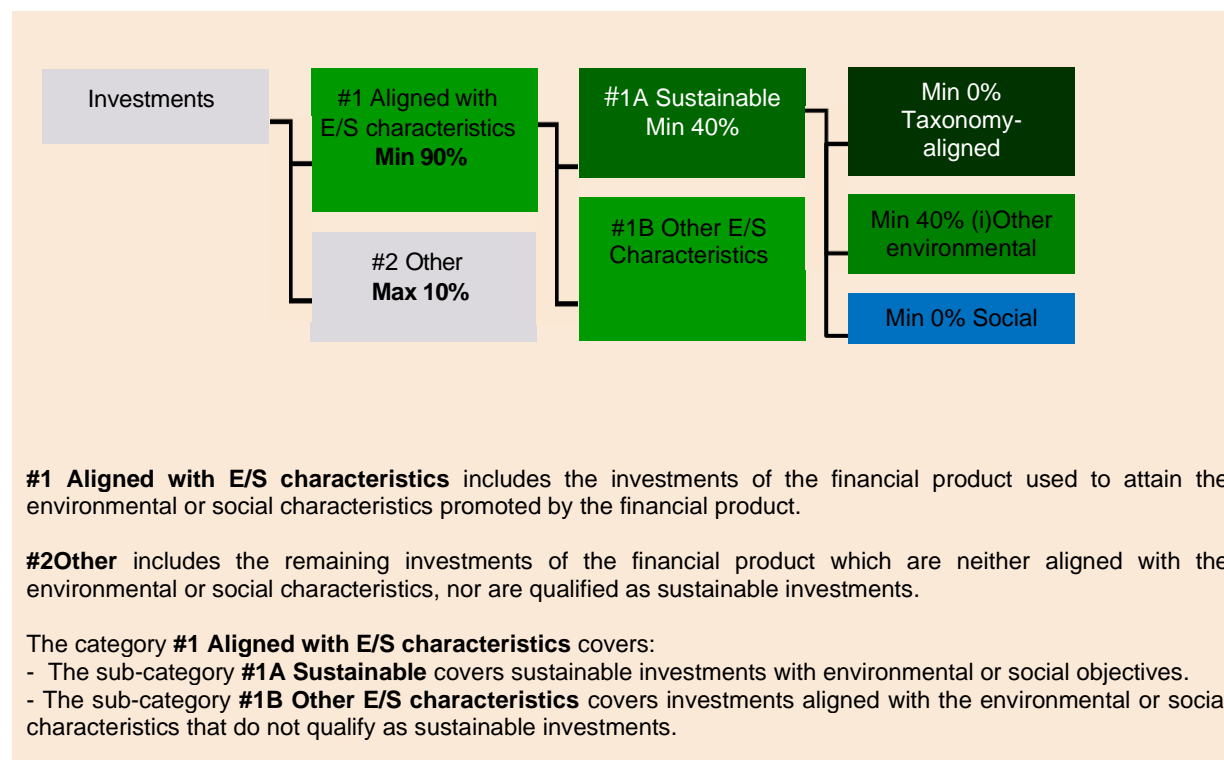 Investments
#1 Aligned with
E/S characteristics
Min 90%
#2 Other
Max 10%
#1A Sustainable
Min 40%
#1B Other E/S
Characteristics
Min 0%
Taxonomy-
aligned
Min 40% (i)Other
environmental
Min 0% Social
#1 Aligned with E/S characteristics includes the investments of the financial product used to attain the
environmental or social characteristics promoted by the financial product.
#2Other includes the remaining investments of the financial product which are neither aligned with the
environmental or social characteristics, nor are qualified as sustainable investments.
The category #1 Aligned with E/S characteristics covers:
- The sub-category #1A Sustainable covers sustainable investments with environmental or social objectives.
- The sub-category #1B Other E/S characteristics covers investments aligned with the environmental or social
characteristics that do not qualify as sustainable investments.